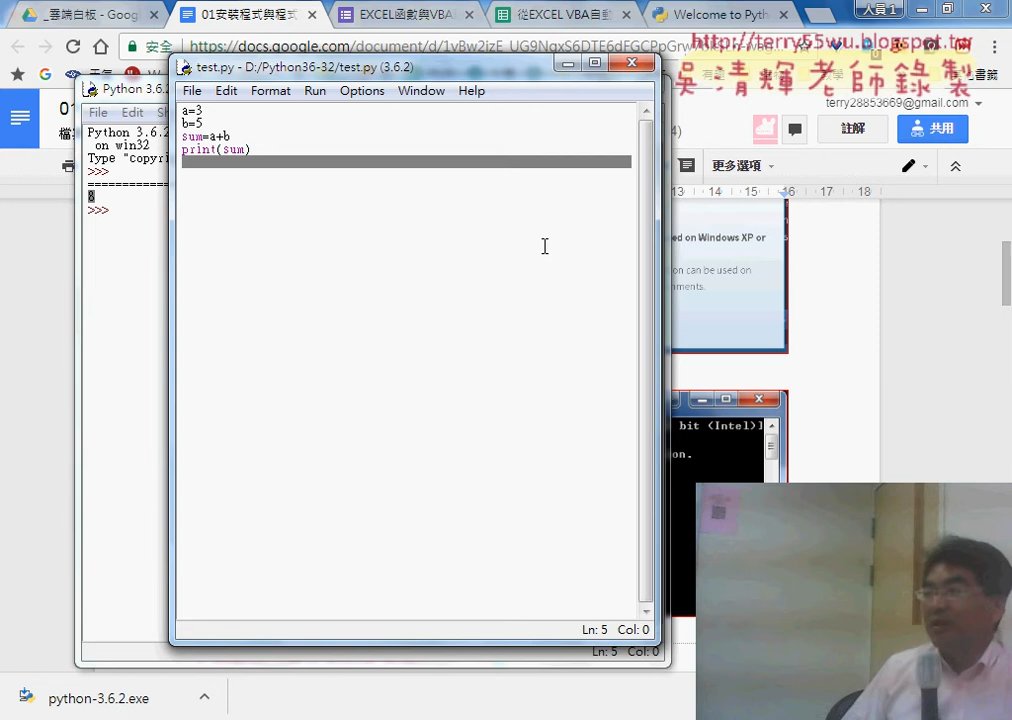 _雲端白板 - Goog
01安裝程式與程式
EXCEL函數與VBA
從EXCEL VBA自動
Welcome to Pyth
人員 1
安全
https://docs.google.com/document/d/1vBw2izE_UG9NgxS6DTE6dFGCPpGrw
http://terry55wu.blogspot.tw
吳清輝老師錄製
terry28853669@gmail.com
註解
共用
更多選項
13 14 15 16 17 18
test.py - D:/Python36-32/test.py (3.6.2)
File Edit Format Run Options Window Help
a=3
b=5
sum=a+b
print(sum)
Ln: 5 Col: 0
Python 3.6.2
File Edit
Python 3.6.2
on win32
Type "copyri
>>>
=============
8
>>>
Ln: 5 Col: 0
ed on Windows XP or
on can be used on
nments.
bit (Intel)]
on.
python-3.6.2.exe